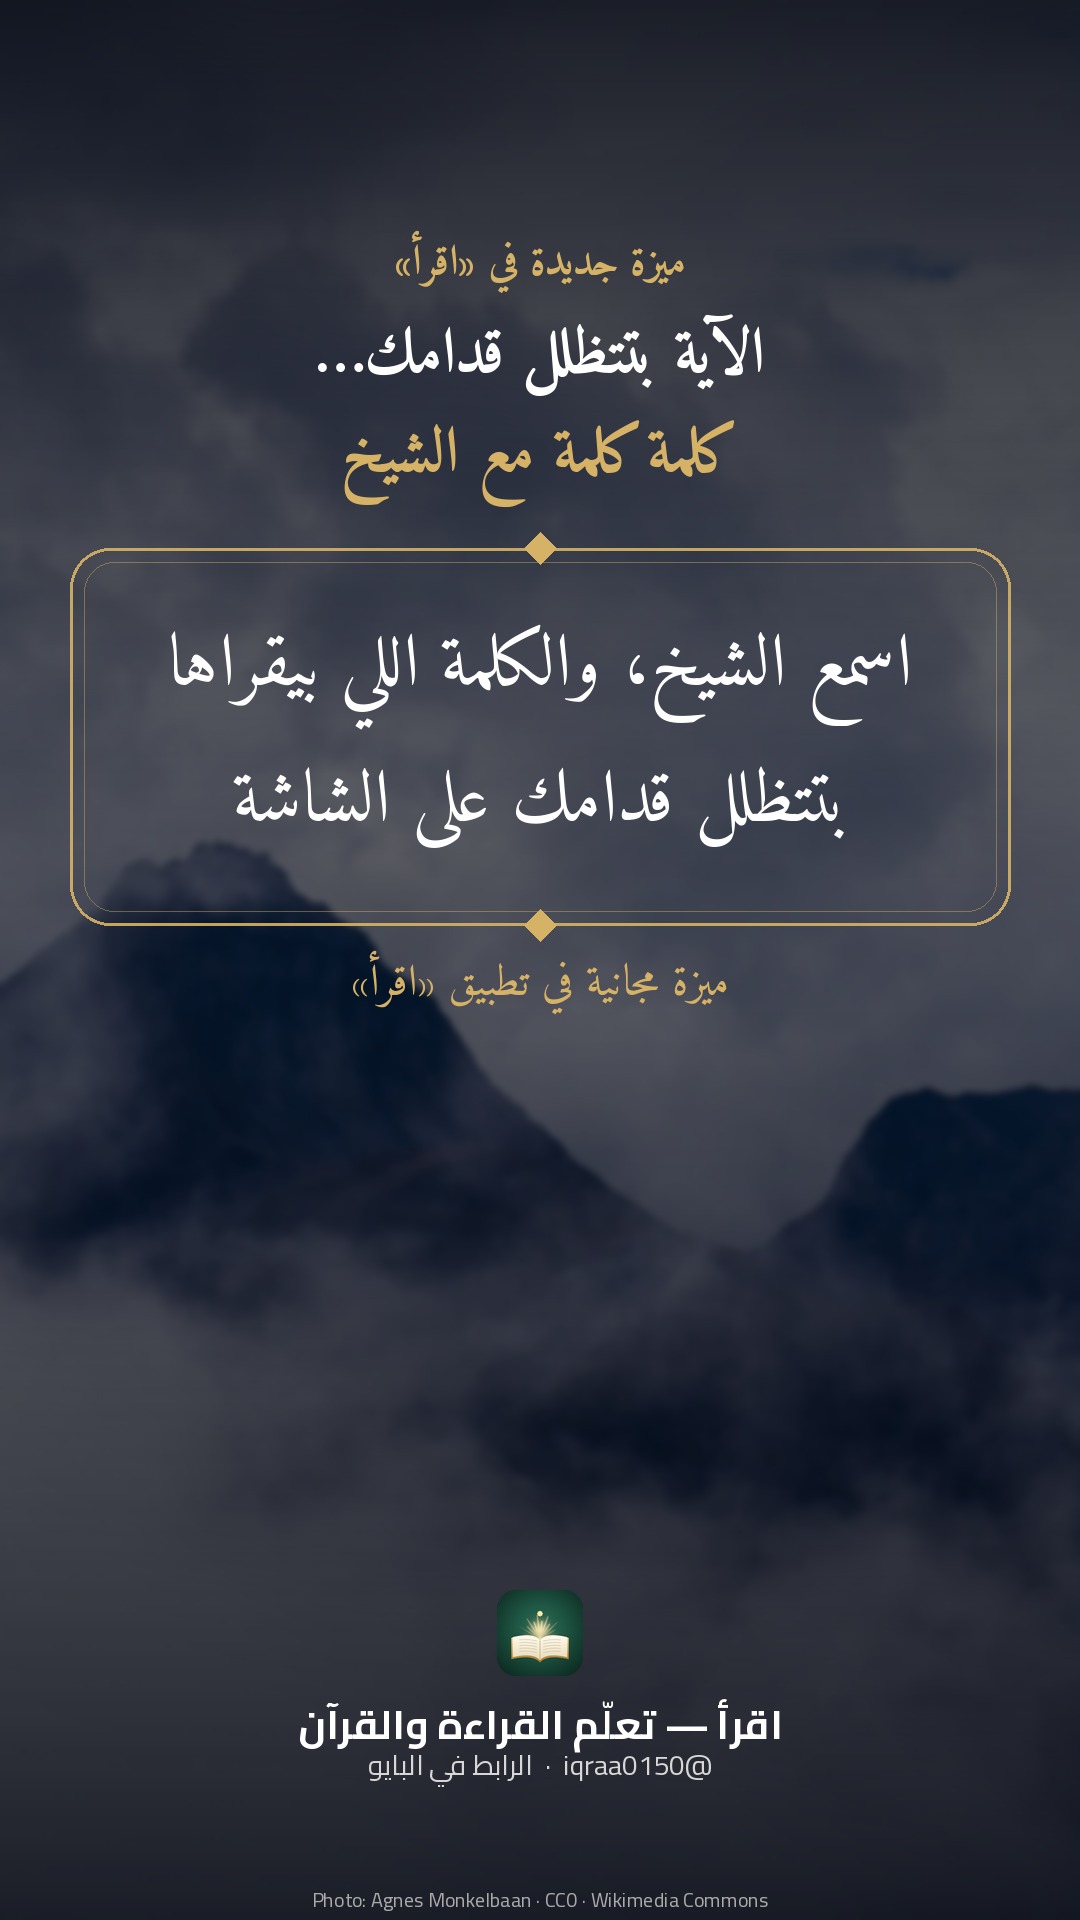 ميزة جديدة في «اقرأ»
الآية بتتظلل قدامك...
كلمة كلمة مع الشيخ
اسمع الشيخ، والكلمة اللي بيقراها
بتتظلل قدامك على الشاشة
ميزة مجانية في تطبيق «اقرأ»
اقرأ — تعلّم القراءة والقرآن
@iqraa0150 · الرابط في البايو
Photo: Agnes Monkelbaan · CC0 · Wikimedia Commons